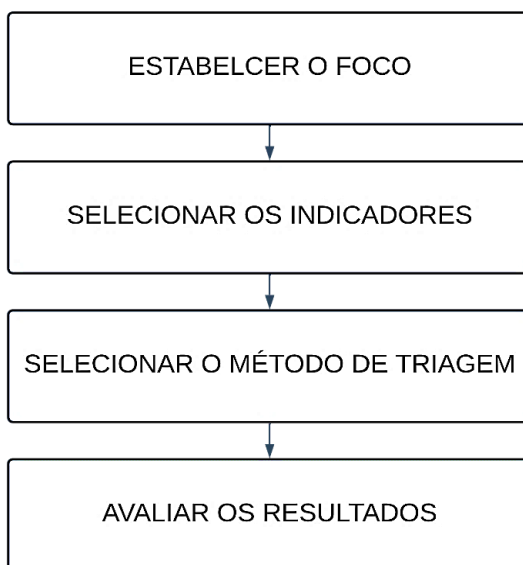 ESTABELCER O FOCO
SELECIONAR OS INDICADORES
SELECIONAR O MÉTODO DE TRIAGEM
AVALIAR OS RESULTADOS